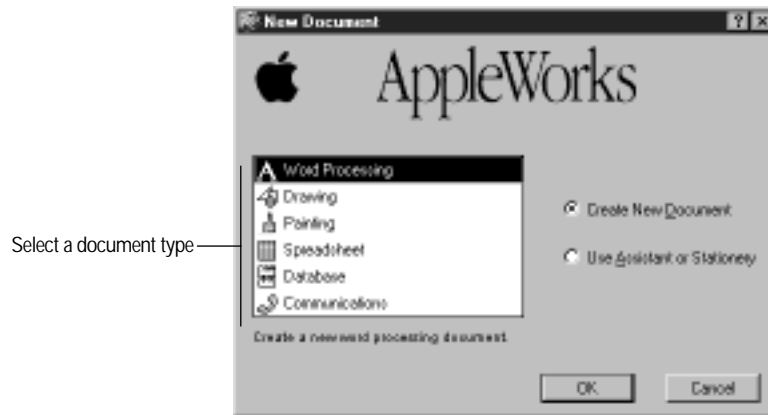 New Document
AppleWorks
Word Processing
Drawing
Painting
Spreadsheet
Database
Communications
Select a document type
Create New Document
Use Assistant or Stationery
Create a new word processing document.
OK
Cancel